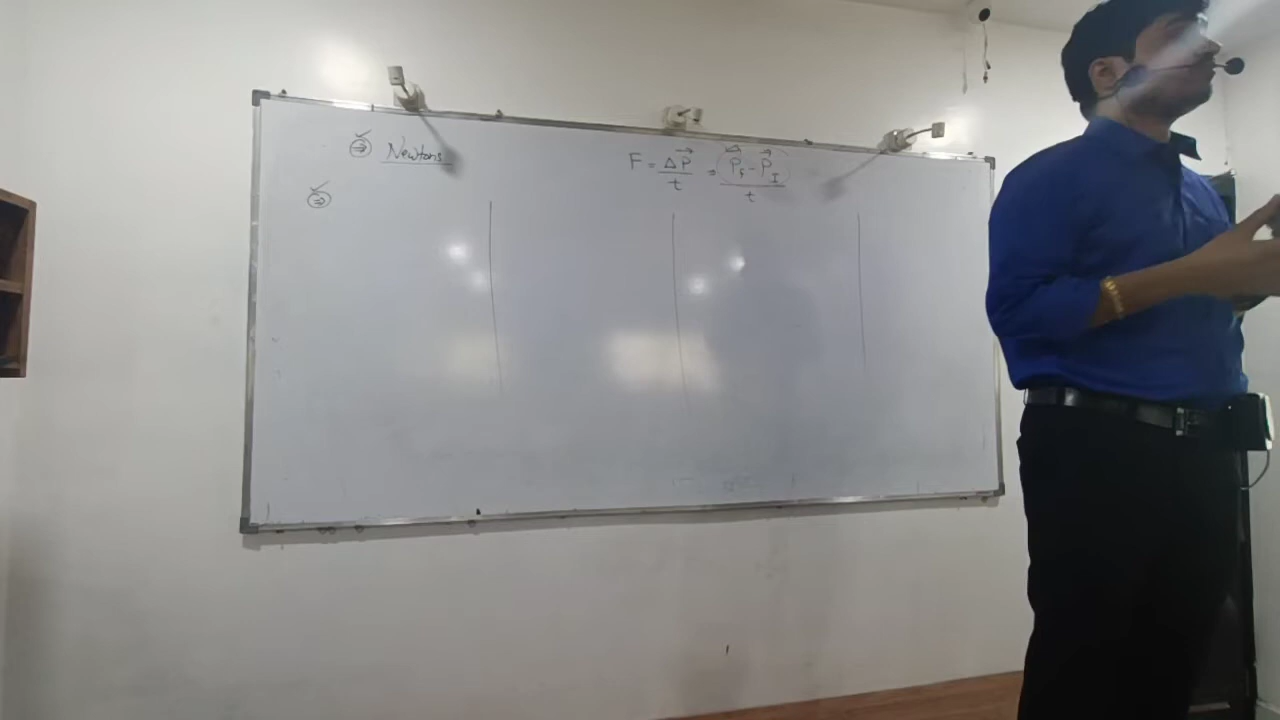 ⇒ Newtons
F = ΔP⃗/t = (P⃗f - P⃗I)/t
⇒